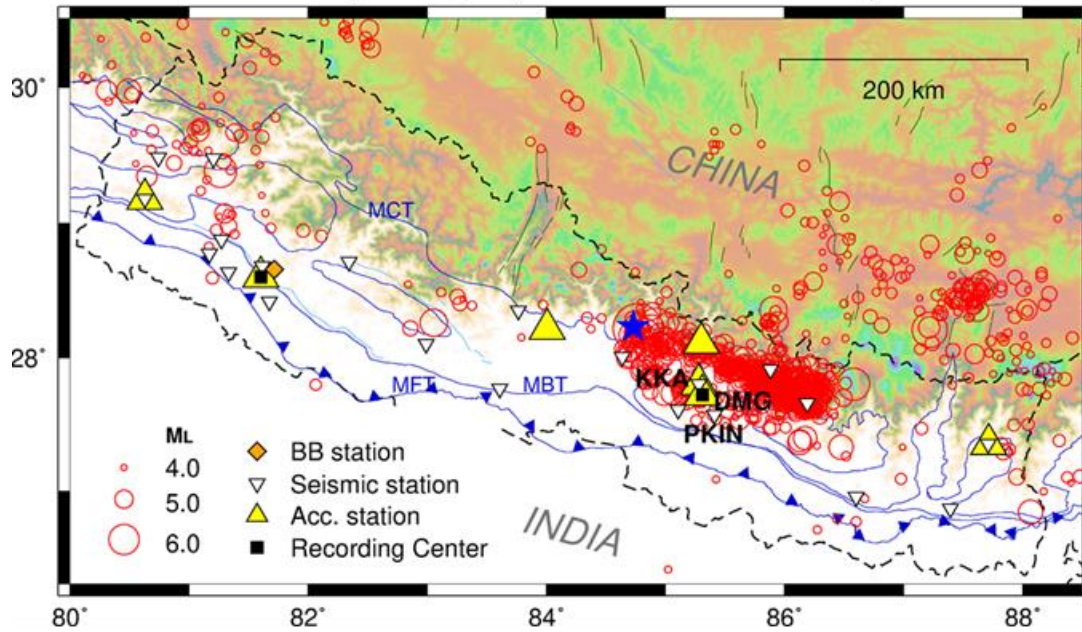 30˚
200 km
CHINA
MCT
28˚
KKA
MFT
MBT
DMG
PKIN
ML
4.0
5.0
6.0
BB station
Seismic station
Acc. station
Recording Center
INDIA
80˚
82˚
84˚
86˚
88˚